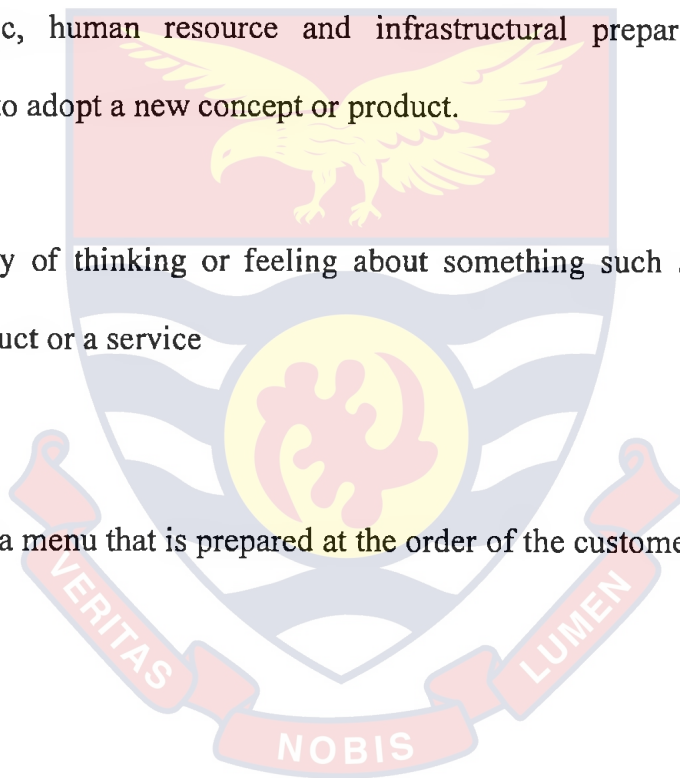 c, human resource and infrastructural prepar
to adopt a new concept or product.
y of thinking or feeling about something such
uct or a service
a menu that is prepared at the order of the custome
VERITAS
NOBIS
LUMEN